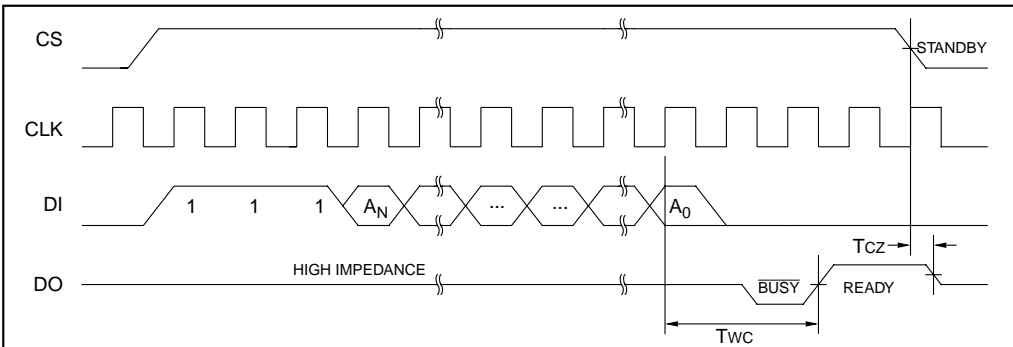 CS
STANDBY
CLK
DI
1 1 1 AN ... ... A0
TCZ
HIGH IMPEDANCE
DO
BUSY READY
TWC